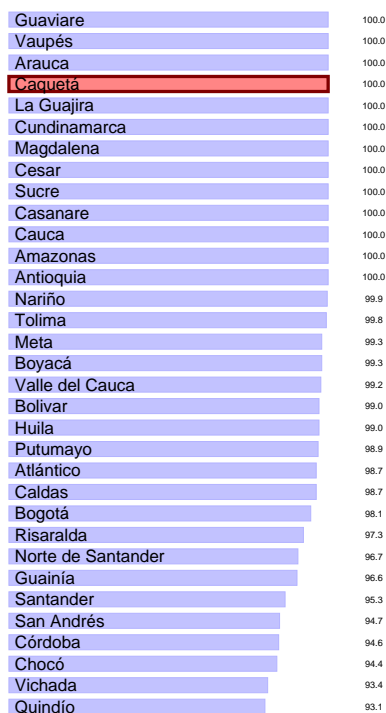 Guaviare 100.0
Vaupés 100.0
Arauca 100.0
Caquetá 100.0
La Guajira 100.0
Cundinamarca 100.0
Magdalena 100.0
Cesar 100.0
Sucre 100.0
Casanare 100.0
Cauca 100.0
Amazonas 100.0
Antioquia 100.0
Nariño 99.9
Tolima 99.8
Meta 99.3
Boyacá 99.3
Valle del Cauca 99.2
Bolivar 99.0
Huila 99.0
Putumayo 98.9
Atlántico 98.7
Caldas 98.7
Bogotá 98.1
Risaralda 97.3
Norte de Santander 96.7
Guainía 96.6
Santander 95.3
San Andrés 94.7
Córdoba 94.6
Chocó 94.4
Vichada 93.4
Quindío 93.1